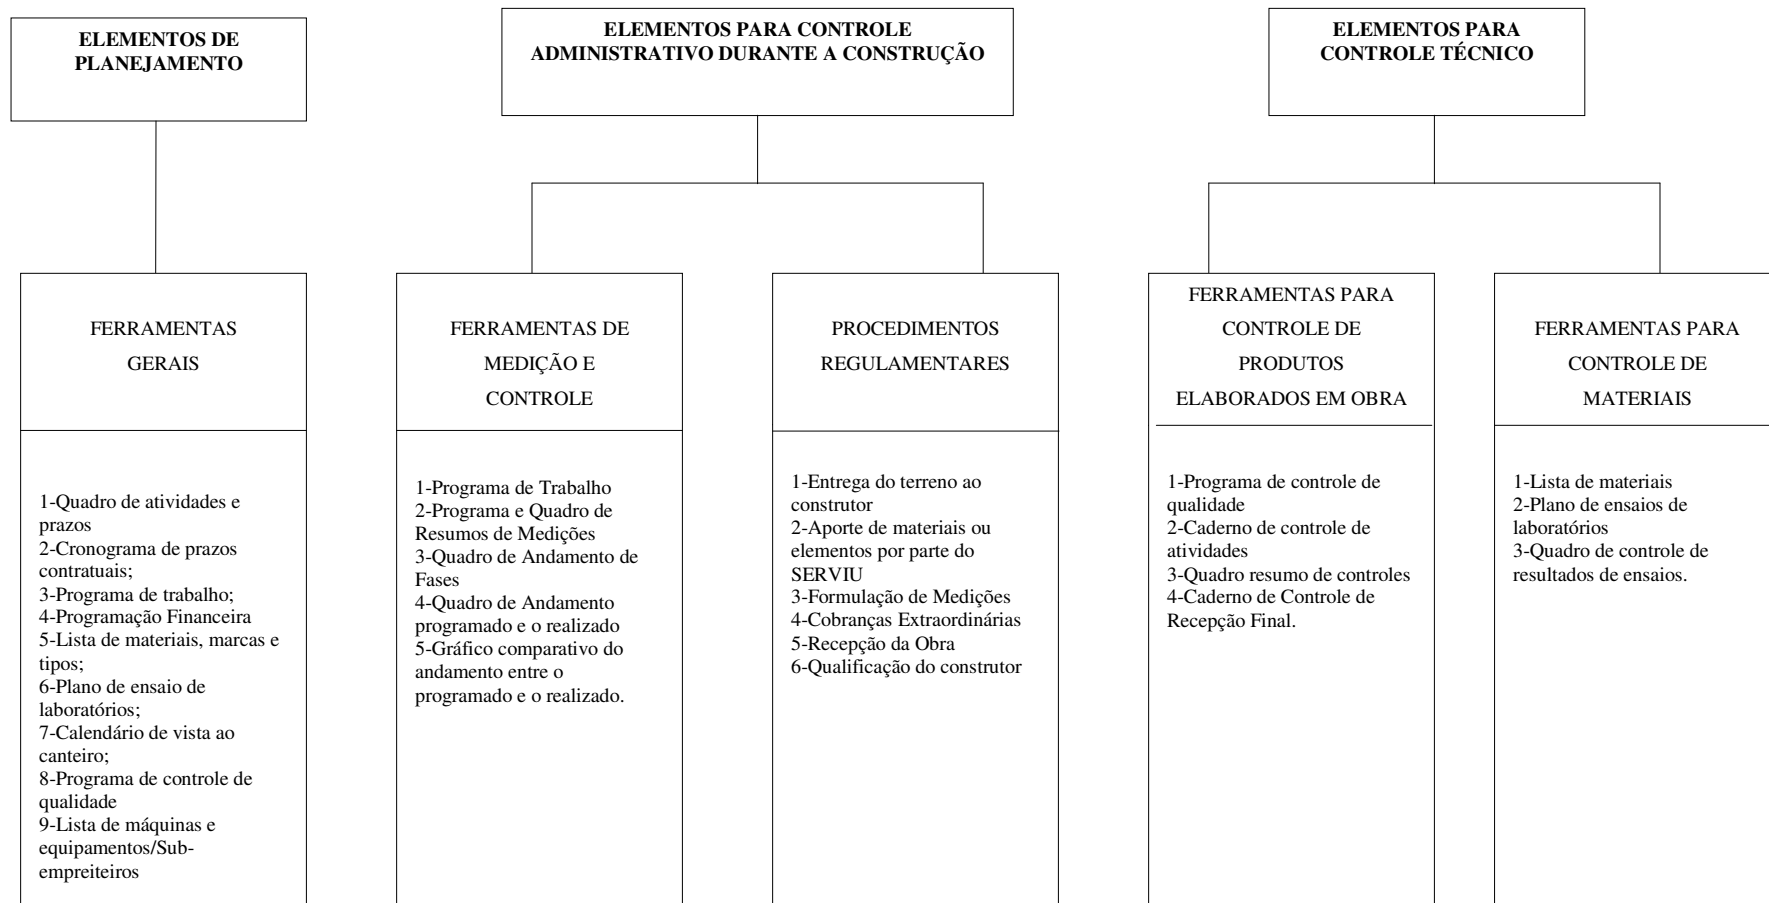 ELEMENTOS DE
PLANEJAMENTO
ELEMENTOS PARA CONTROLE
ADMINISTRATIVO DURANTE A CONSTRUÇÃO
ELEMENTOS PARA
CONTROLE TÉCNICO
FERRAMENTAS
GERAIS
1-Quadro de atividades e
prazos
2-Cronograma de prazos
contratuais;
3-Programa de trabalho;
4-Programação Financeira
5-Lista de materiais, marcas e
tipos;
6-Plano de ensaio de
laboratórios;
7-Calendário de vista ao
canteiro;
8-Programa de controle de
qualidade
9-Lista de máquinas e
equipamentos/Sub-
empreiteiros
FERRAMENTAS DE
MEDIÇÃO E
CONTROLE
1-Programa de Trabalho
2-Programa e Quadro de
Resumos de Medições
3-Quadro de Andamento de
Fases
4-Quadro de Andamento
programado e o realizado
5-Gráfico comparativo do
andamento entre o
programado e o realizado.
PROCEDIMENTOS
REGULAMENTARES
1-Entrega do terreno ao
construtor
2-Aporte de materiais ou
elementos por parte do
SERVIU
3-Formulação de Medições
4-Cobranças Extraordinárias
5-Recepção da Obra
6-Qualificação do construtor
FERRAMENTAS PARA
CONTROLE DE
PRODUTOS
ELABORADOS EM OBRA
1-Programa de controle de
qualidade
2-Caderno de controle de
atividades
3-Quadro resumo de controles
4-Caderno de Controle de
Recepção Final.
FERRAMENTAS PARA
CONTROLE DE
MATERIAIS
1-Lista de materiais
2-Plano de ensaios de
laboratórios
3-Quadro de controle de
resultados de ensaios.